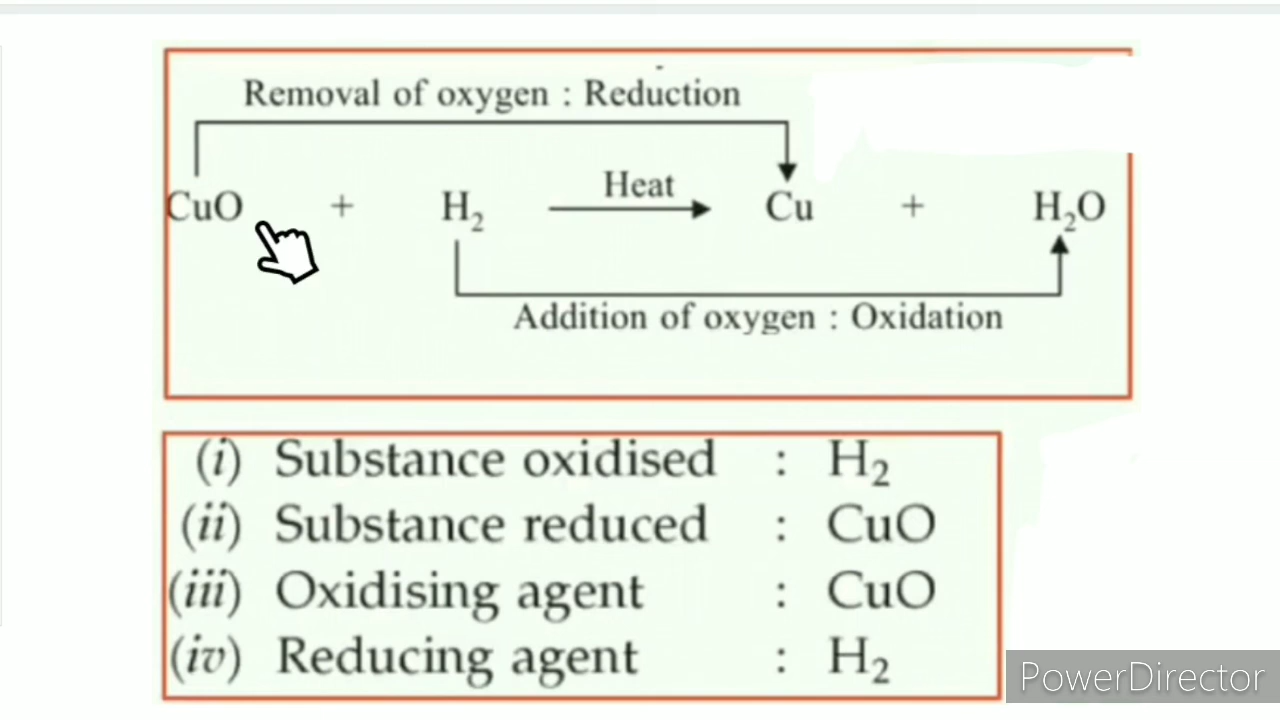 Removal of oxygen : Reduction
Heat
CuO + H₂ → Cu + H₂O
Addition of oxygen : Oxidation
(i) Substance oxidised : H₂
(ii) Substance reduced : CuO
(iii) Oxidising agent : CuO
(iv) Reducing agent : H₂
PowerDirector